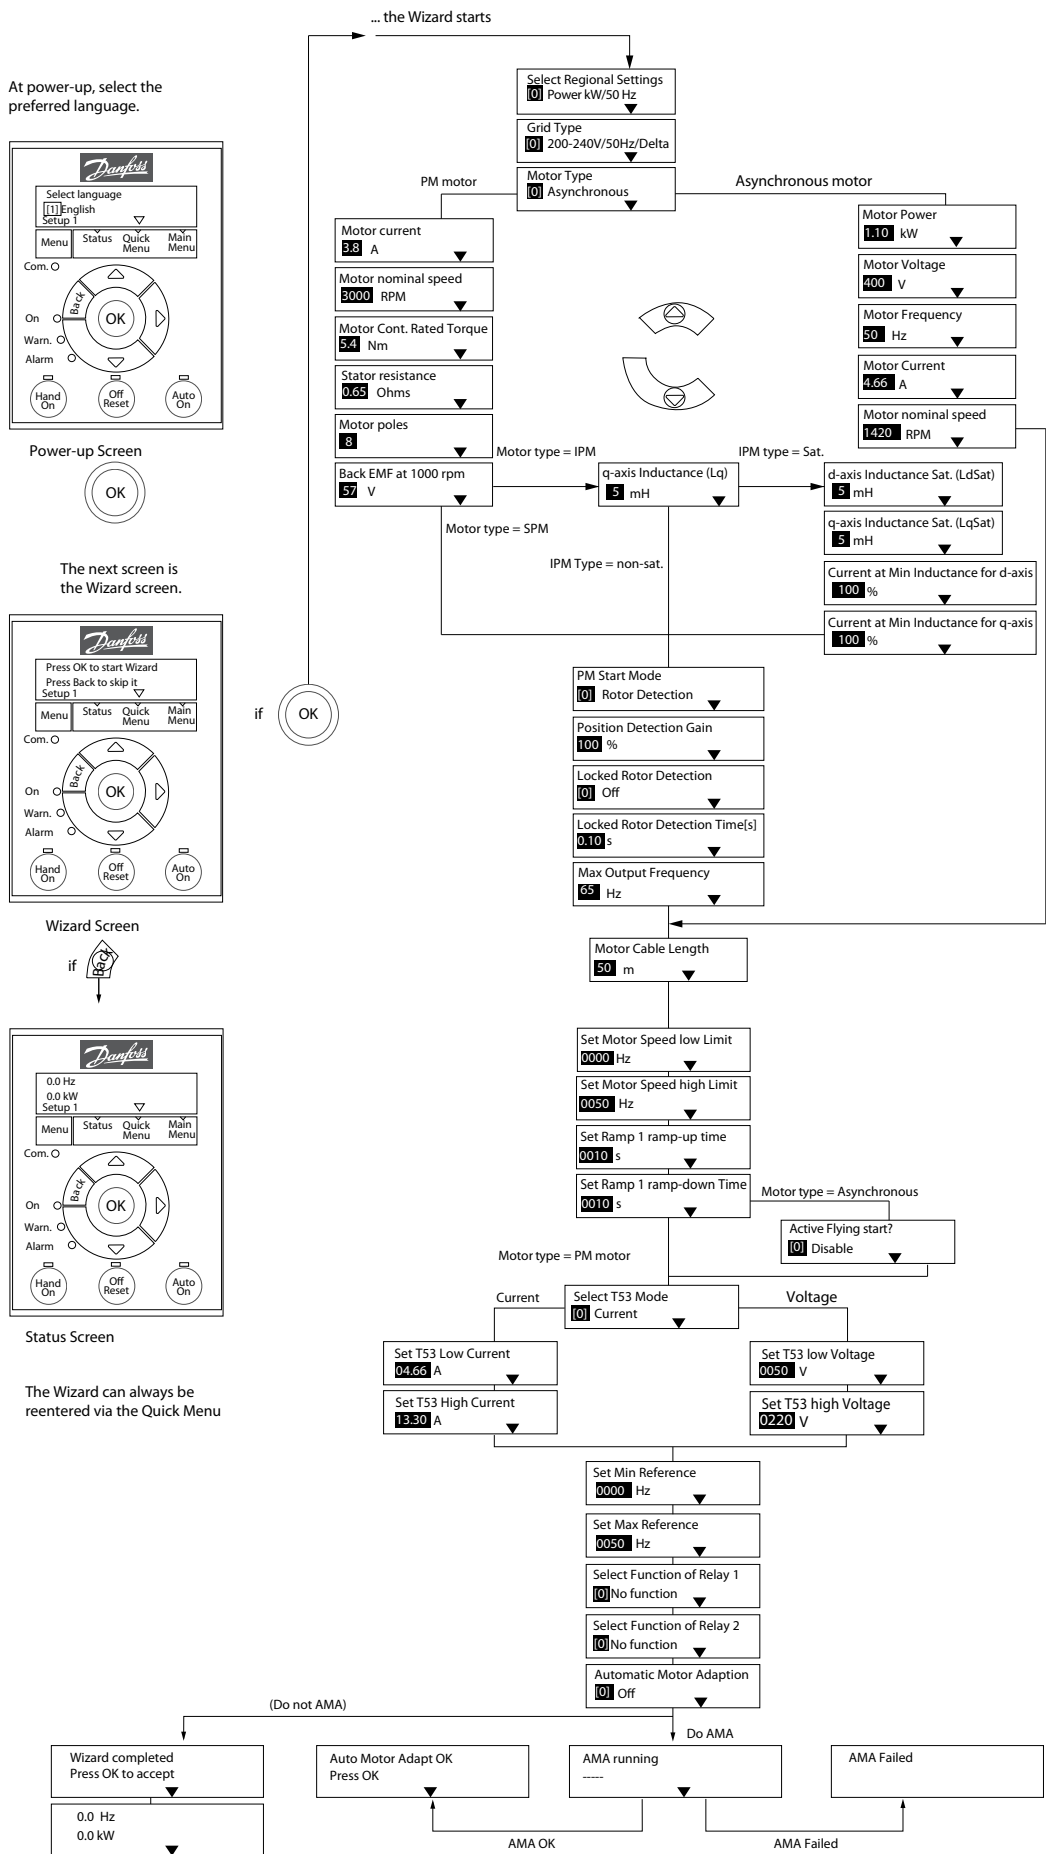 ... the Wizard starts
At power-up, select the
preferred language.
Danfoss
Select language
[1] English
Setup 1
Menu
Status
Quick
Menu
Main
Menu
Com.
Back
OK
On
Warn.
Alarm
Hand
On
Off
Reset
Auto
On
Power-up Screen
OK
The next screen is
the Wizard screen.
Danfoss
Press OK to start Wizard
Press Back to skip it
Setup 1
Menu
Status
Quick
Menu
Main
Menu
Com.
Back
OK
On
Warn.
Alarm
Hand
On
Off
Reset
Auto
On
Wizard Screen
if
Back
Danfoss
0.0 Hz
0.0 kW
Setup 1
Menu
Status
Quick
Menu
Main
Menu
Com.
Back
OK
On
Warn.
Alarm
Hand
On
Off
Reset
Auto
On
Status Screen
The Wizard can always be
reentered via the Quick Menu
if
OK
Select Regional Settings
[0] Power kW/50 Hz
Grid Type
[0] 200-240V/50Hz/Delta
Motor Type
[0] Asynchronous
PM motor
Asynchronous motor
Motor current
3.8 A
Motor nominal speed
3000 RPM
Motor Cont. Rated Torque
5.4 Nm
Stator resistance
0.65 Ohms
Motor poles
8
Back EMF at 1000 rpm
57 V
Motor Power
1.10 kW
Motor Voltage
400 V
Motor Frequency
50 Hz
Motor Current
4.66 A
Motor nominal speed
1420 RPM
Motor type = IPM
q-axis Inductance (Lq)
5 mH
IPM type = Sat.
d-axis Inductance Sat. (LdSat)
5 mH
q-axis Inductance Sat. (LqSat)
5 mH
Current at Min Inductance for d-axis
100 %
Current at Min Inductance for q-axis
100 %
Motor type = SPM
IPM Type = non-sat.
PM Start Mode
[0] Rotor Detection
Position Detection Gain
100 %
Locked Rotor Detection
[0] Off
Locked Rotor Detection Time[s]
0.10 s
Max Output Frequency
65 Hz
Motor Cable Length
50 m
Set Motor Speed low Limit
0000 Hz
Set Motor Speed high Limit
0050 Hz
Set Ramp 1 ramp-up time
0010 s
Set Ramp 1 ramp-down Time
0010 s
Motor type = Asynchronous
Active Flying start?
[0] Disable
Motor type = PM motor
Select T53 Mode
[0] Current
Current
Voltage
Set T53 Low Current
04.66 A
Set T53 High Current
13.30 A
Set T53 low Voltage
0050 V
Set T53 high Voltage
0220 V
Set Min Reference
0000 Hz
Set Max Reference
0050 Hz
Select Function of Relay 1
[0] No function
Select Function of Relay 2
[0] No function
Automatic Motor Adaption
[0] Off
(Do not AMA)
Do AMA
Wizard completed
Press OK to accept
0.0 Hz
0.0 kW
Auto Motor Adapt OK
Press OK
AMA running
-----
AMA Failed
AMA OK
AMA Failed